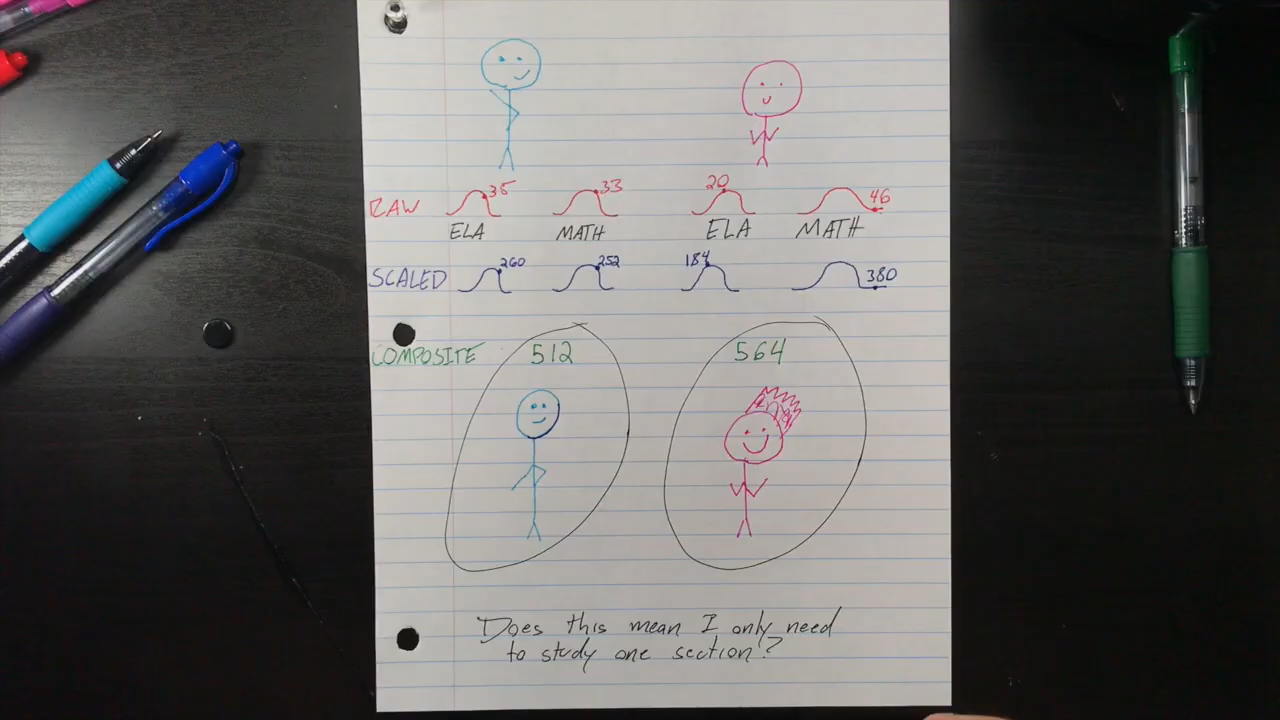 RAW 35 33 20 46
ELA MATH ELA MATH
SCALED 260 252 184 380
COMPOSITE 512 564
Does this mean I only need
to study one section?